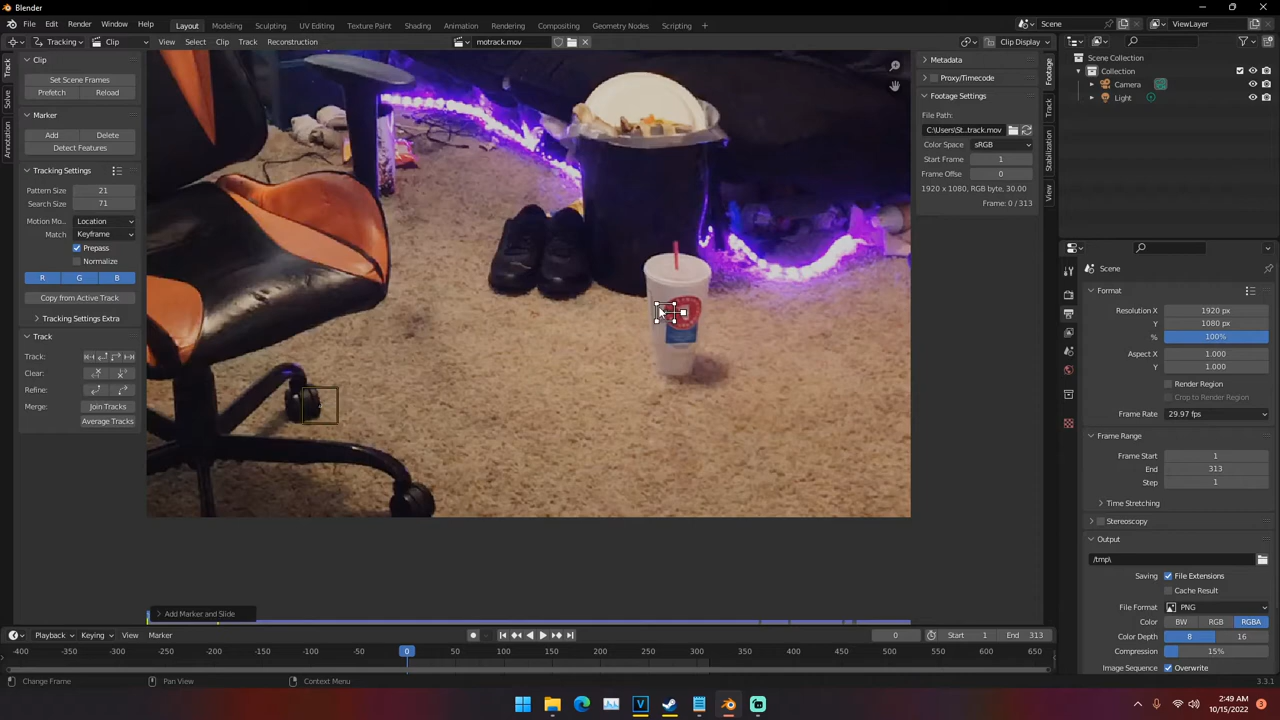 Blender
File Edit Render Window Help Layout Modeling Sculpting UV Editing Texture Paint Shading Animation Rendering Compositing Geometry Nodes Scripting + Scene ViewLayer
Tracking Clip View Select Clip Track Reconstruction motrack.mov Clip Display
Track
Solve
Annotation
Clip
Set Scene Frames
Prefetch Reload
Marker
Add Delete
Detect Features
Tracking Settings
Pattern Size 21
Search Size 71
Motion Mo... Location
Match Keyframe
Prepass
Normalize
R G B
Copy from Active Track
Tracking Settings Extra
Track
Track:
Clear:
Refine:
Merge: Join Tracks
Average Tracks
Add Marker and Slide
Metadata
Proxy/Timecode
Footage Settings
File Path:
C:\Users\St...track.mov
Color Space sRGB
Start Frame 1
Frame Offse 0
1920 x 1080, RGB byte, 30.00
Frame: 0 / 313
Footage
Track
Stabilization
View
Scene Collection
Collection
Camera
Light
Scene
Format
Resolution X 1920 px
Y 1080 px
% 100%
Aspect X 1.000
Y 1.000
Render Region
Crop to Render Region
Frame Rate 29.97 fps
Frame Range
Frame Start 1
End 313
Step 1
Time Stretching
Stereoscopy
Output
/tmp\
Saving File Extensions
Cache Result
File Format PNG
Color BW RGB RGBA
Color Depth 8 16
Compression 15%
Image Sequence Overwrite
Playback Keying View Marker 0 Start 1 End 313
-400 -350 -300 -250 -200 -150 -100 -50 0 50 100 150 200 250 300 350 400 450 500 550 600 650
Change Frame Pan View Context Menu 3.3.1
2:49 AM
10/15/2022